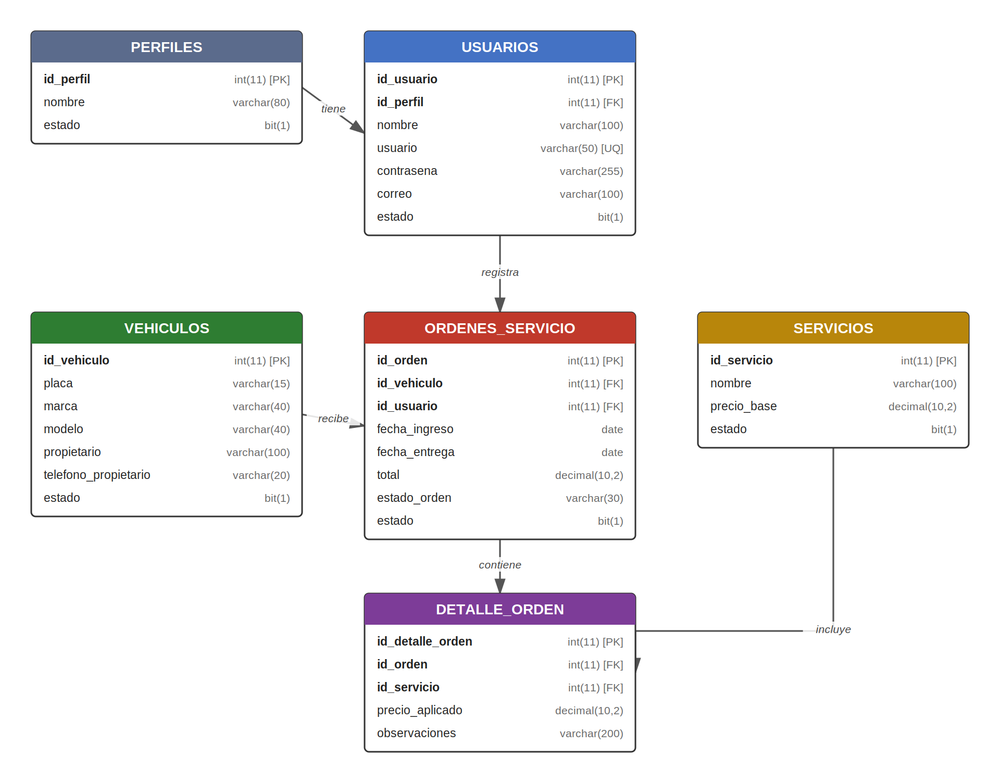 PERFILES
id_perfil int(11) [PK]
nombre varchar(80)
estado bit(1)
tiene
USUARIOS
id_usuario int(11) [PK]
id_perfil int(11) [FK]
nombre varchar(100)
usuario varchar(50) [UQ]
contrasena varchar(255)
correo varchar(100)
estado bit(1)
registra
VEHICULOS
id_vehiculo int(11) [PK]
placa varchar(15)
marca varchar(40)
modelo varchar(40)
propietario varchar(100)
telefono_propietario varchar(20)
estado bit(1)
recibe
ORDENES_SERVICIO
id_orden int(11) [PK]
id_vehiculo int(11) [FK]
id_usuario int(11) [FK]
fecha_ingreso date
fecha_entrega date
total decimal(10,2)
estado_orden varchar(30)
estado bit(1)
SERVICIOS
id_servicio int(11) [PK]
nombre varchar(100)
precio_base decimal(10,2)
estado bit(1)
contiene
incluye
DETALLE_ORDEN
id_detalle_orden int(11) [PK]
id_orden int(11) [FK]
id_servicio int(11) [FK]
precio_aplicado decimal(10,2)
observaciones varchar(200)